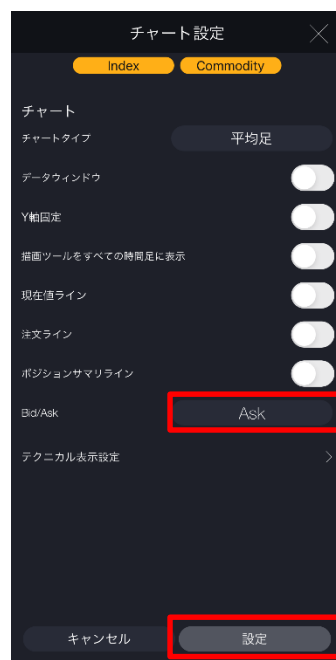 チャート設定
Index Commodity
チャート
チャートタイプ 平均足
データウィンドウ
Y軸固定
描画ツールをすべての時間足に表示
現在値ライン
注文ライン
ポジションサマリライン
Bid/Ask Ask
テクニカル表示設定
キャンセル 設定